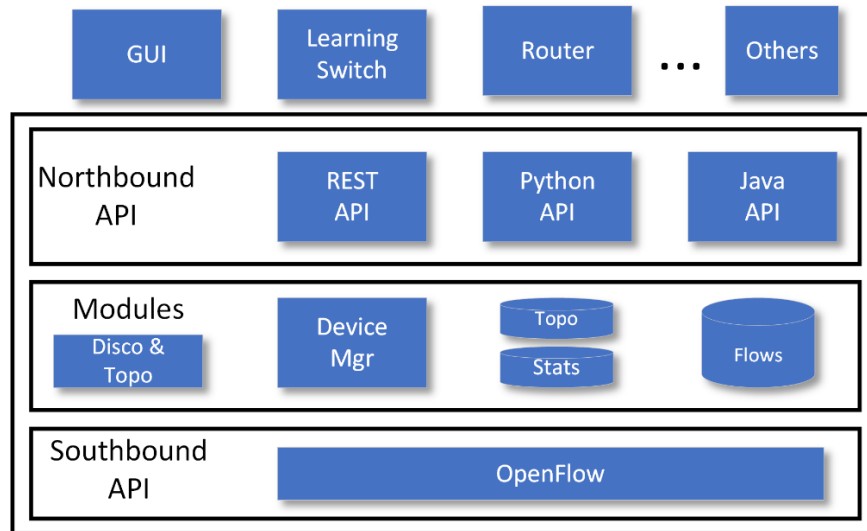 GUI
Learning
Switch
Router
...
Others
Northbound
API
REST
API
Python
API
Java
API
Modules
Disco &
Topo
Device
Mgr
Topo
Stats
Flows
Southbound
API
OpenFlow